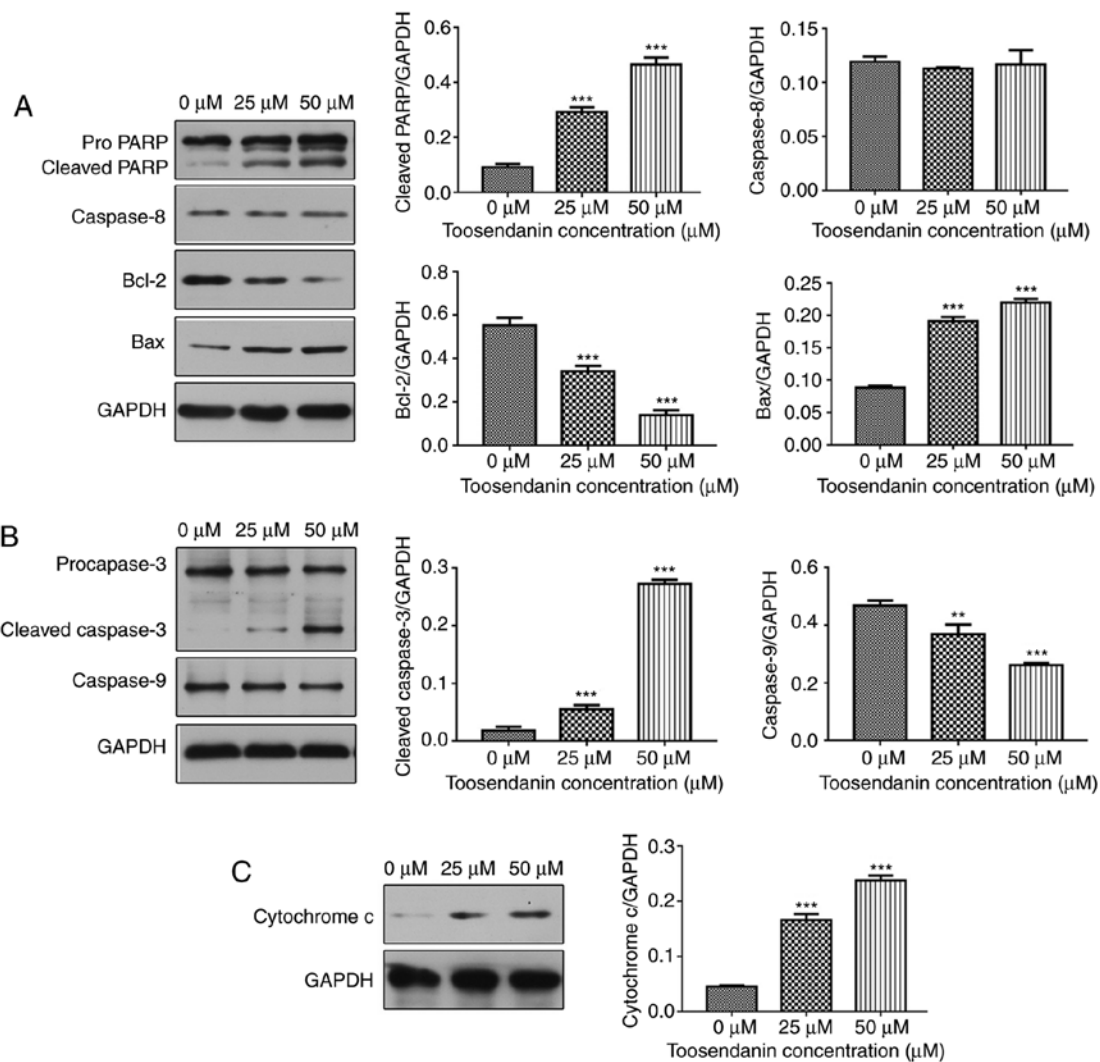 A
0 μM 25 μM 50 μM
Pro PARP
Cleaved PARP
Caspase-8
Bcl-2
Bax
GAPDH
Cleaved PARP/GAPDH
0.6
0.4
0.2
0.0
***
***
0 μM 25 μM 50 μM
Toosendanin concentration (μM)
Caspase-8/GAPDH
0.15
0.10
0.05
0.00
0 μM 25 μM 50 μM
Toosendanin concentration (μM)
Bcl-2/GAPDH
0.8
0.6
0.4
0.2
0.0
***
***
0 μM 25 μM 50 μM
Toosendanin concentration (μM)
Bax/GAPDH
0.25
0.20
0.15
0.10
0.05
0.00
***
***
0 μM 25 μM 50 μM
Toosendanin concentration (μM)
B
0 μM 25 μM 50 μM
Procapase-3
Cleaved caspase-3
Caspase-9
GAPDH
Cleaved caspase-3/GAPDH
0.3
0.2
0.1
0.0
***
***
0 μM 25 μM 50 μM
Toosendanin concentration (μM)
Caspase-9/GAPDH
0.6
0.4
0.2
0.0
**
***
0 μM 25 μM 50 μM
Toosendanin concentration (μM)
C
0 μM 25 μM 50 μM
Cytochrome c
GAPDH
Cytochrome c/GAPDH
0.3
0.2
0.1
0.0
***
***
0 μM 25 μM 50 μM
Toosendanin concentration (μM)